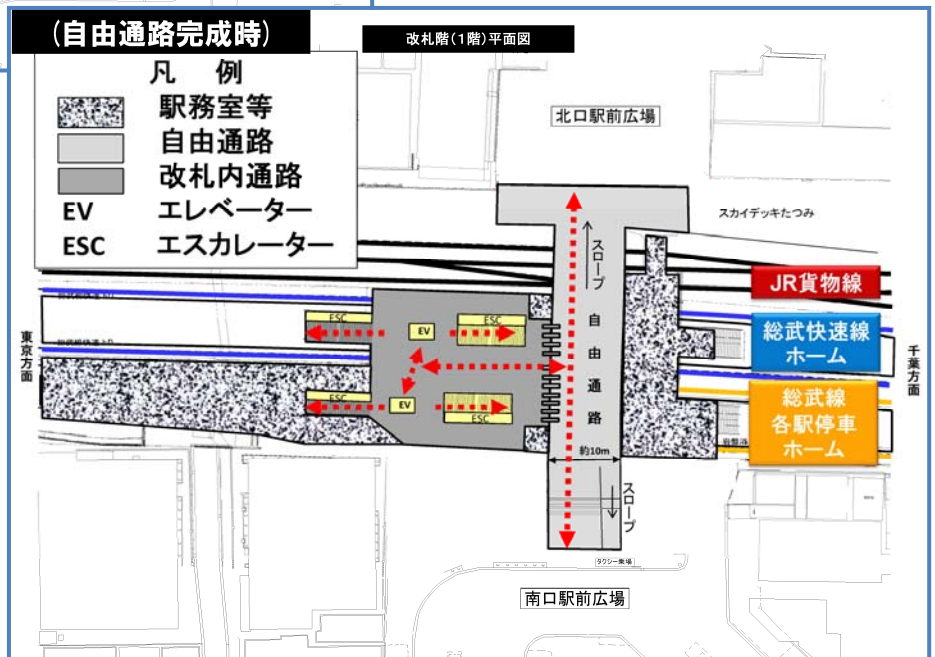 (自由通路完成時)
改札階(1階)平面図
凡 例
駅務室等
自由通路
改札内通路
EV エレベーター
ESC エスカレーター
北口駅前広場
スカイデッキたつみ
スロープ
JR貨物線
総武快速線
ホーム
総武線
各駅停車
ホーム
東京方面
千葉方面
ESC
ESC
EV
自由通路
ESC
EV
ESC
約10m
スロープ
タクシー乗場
南口駅前広場